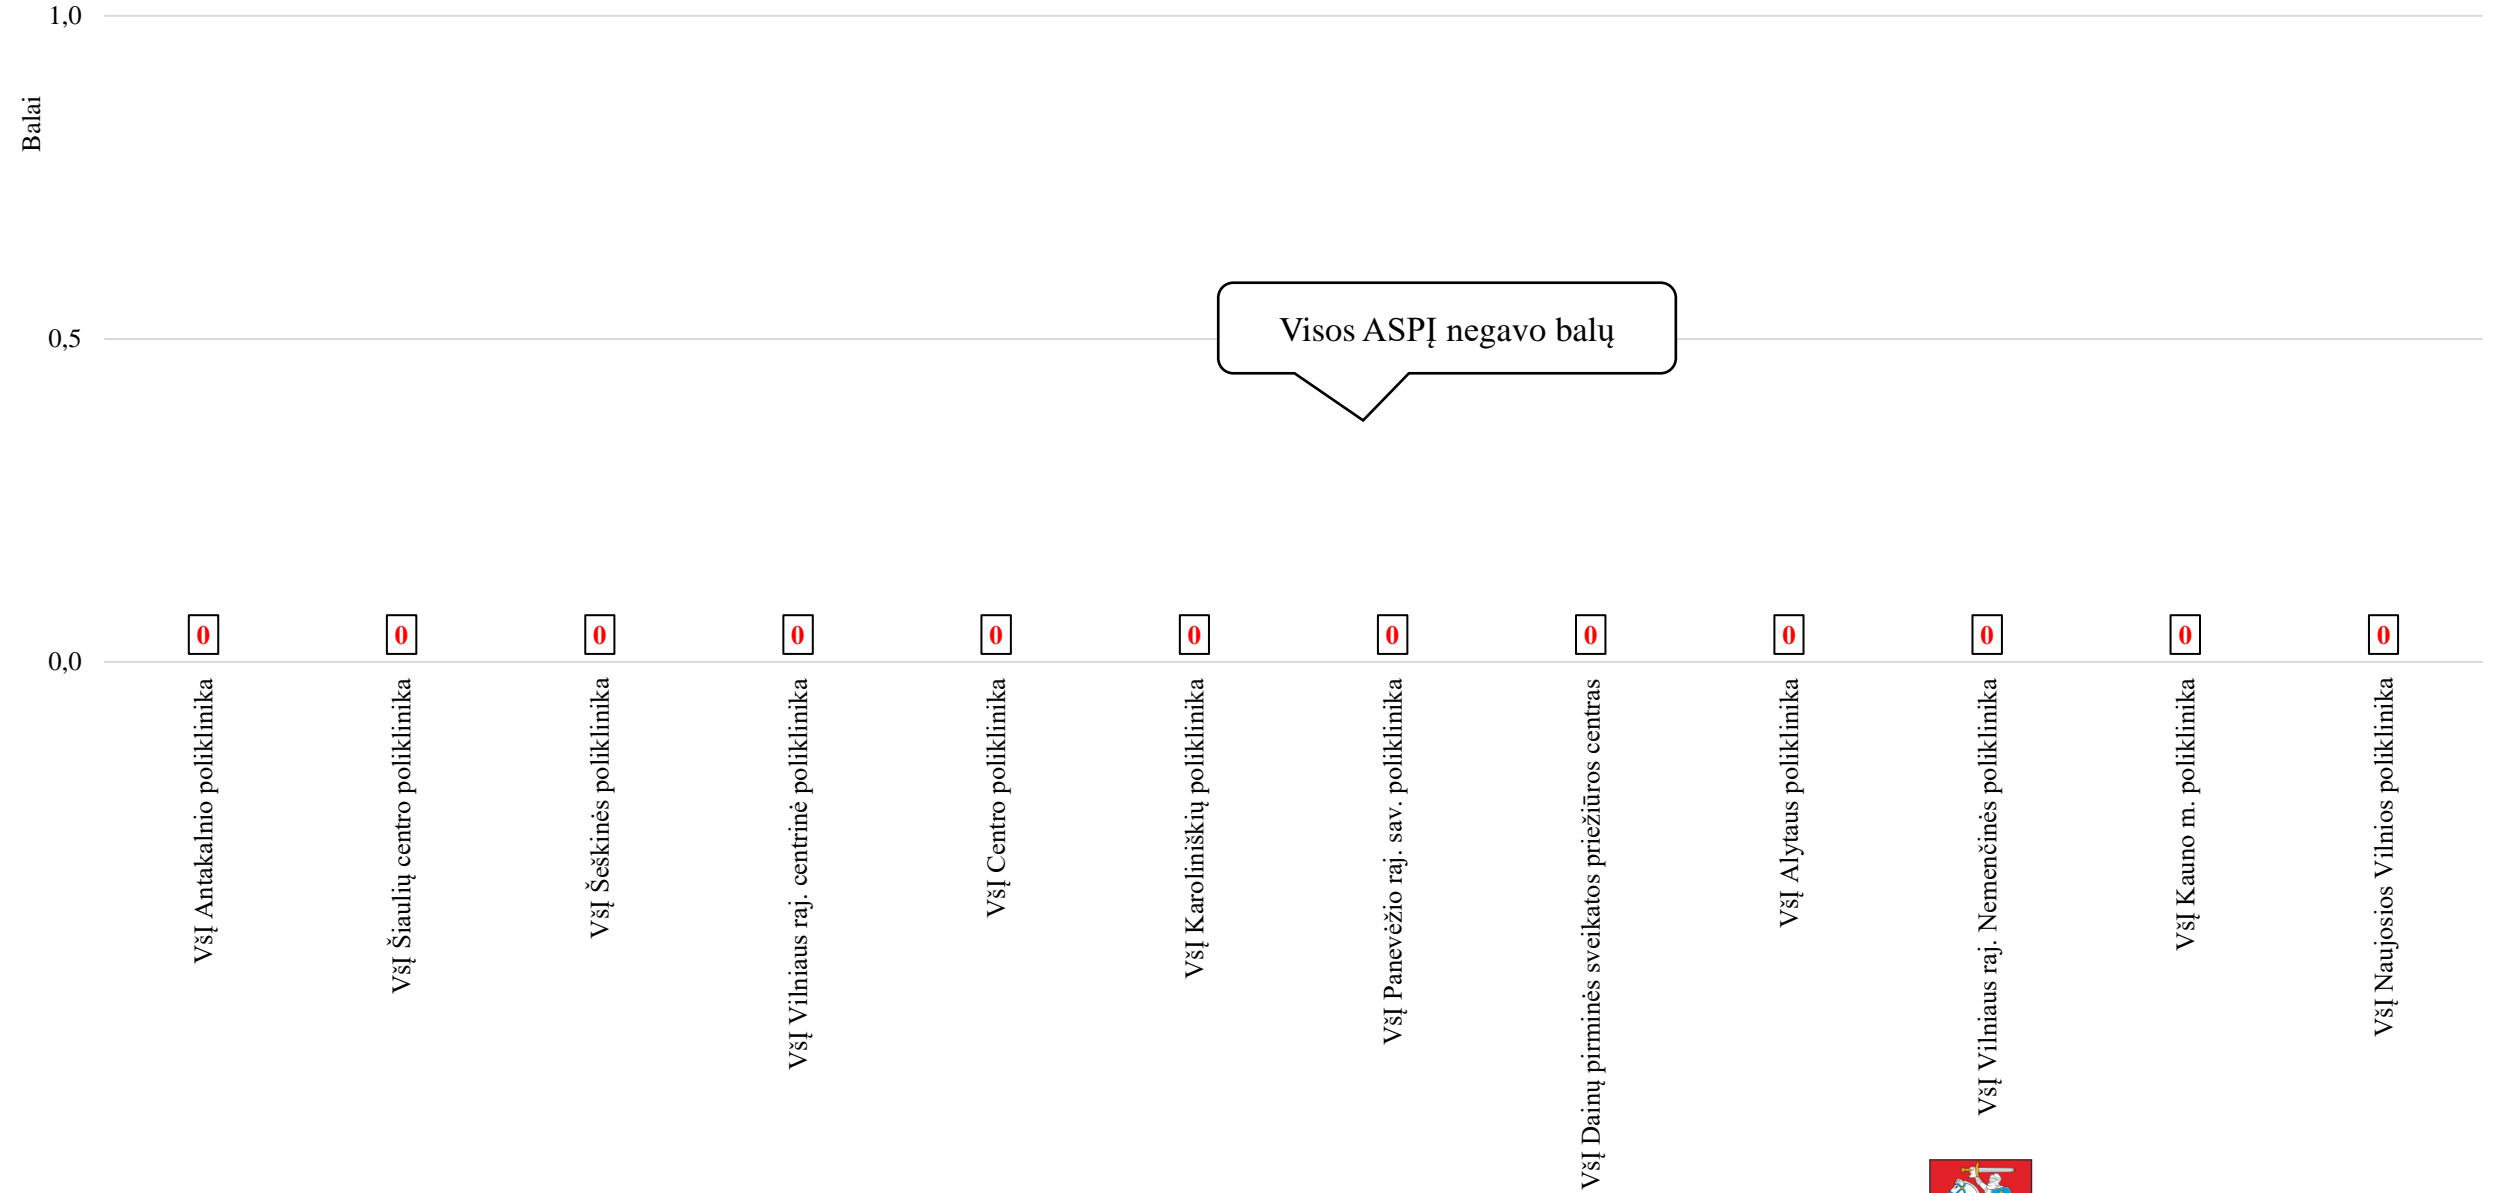 1,0
Balai
0,5
Visos ASPĮ negavo balų
0 0 0 0 0 0 0 0 0 0 0 0
0,0
VšĮ Antakalnio poliklinika
VšĮ Šiaulių centro poliklinika
VšĮ Šeškinės poliklinika
VšĮ Vilniaus raj. centrinė poliklinika
VšĮ Centro poliklinika
VšĮ Karoliniškių poliklinika
VšĮ Panevėžio raj. sav. poliklinika
VšĮ Dainų pirminės sveikatos priežiūros centras
VšĮ Alytaus poliklinika
VšĮ Vilniaus raj. Nemenčinės poliklinika
VšĮ Kauno m. poliklinika
VšĮ Naujosios Vilnios poliklinika